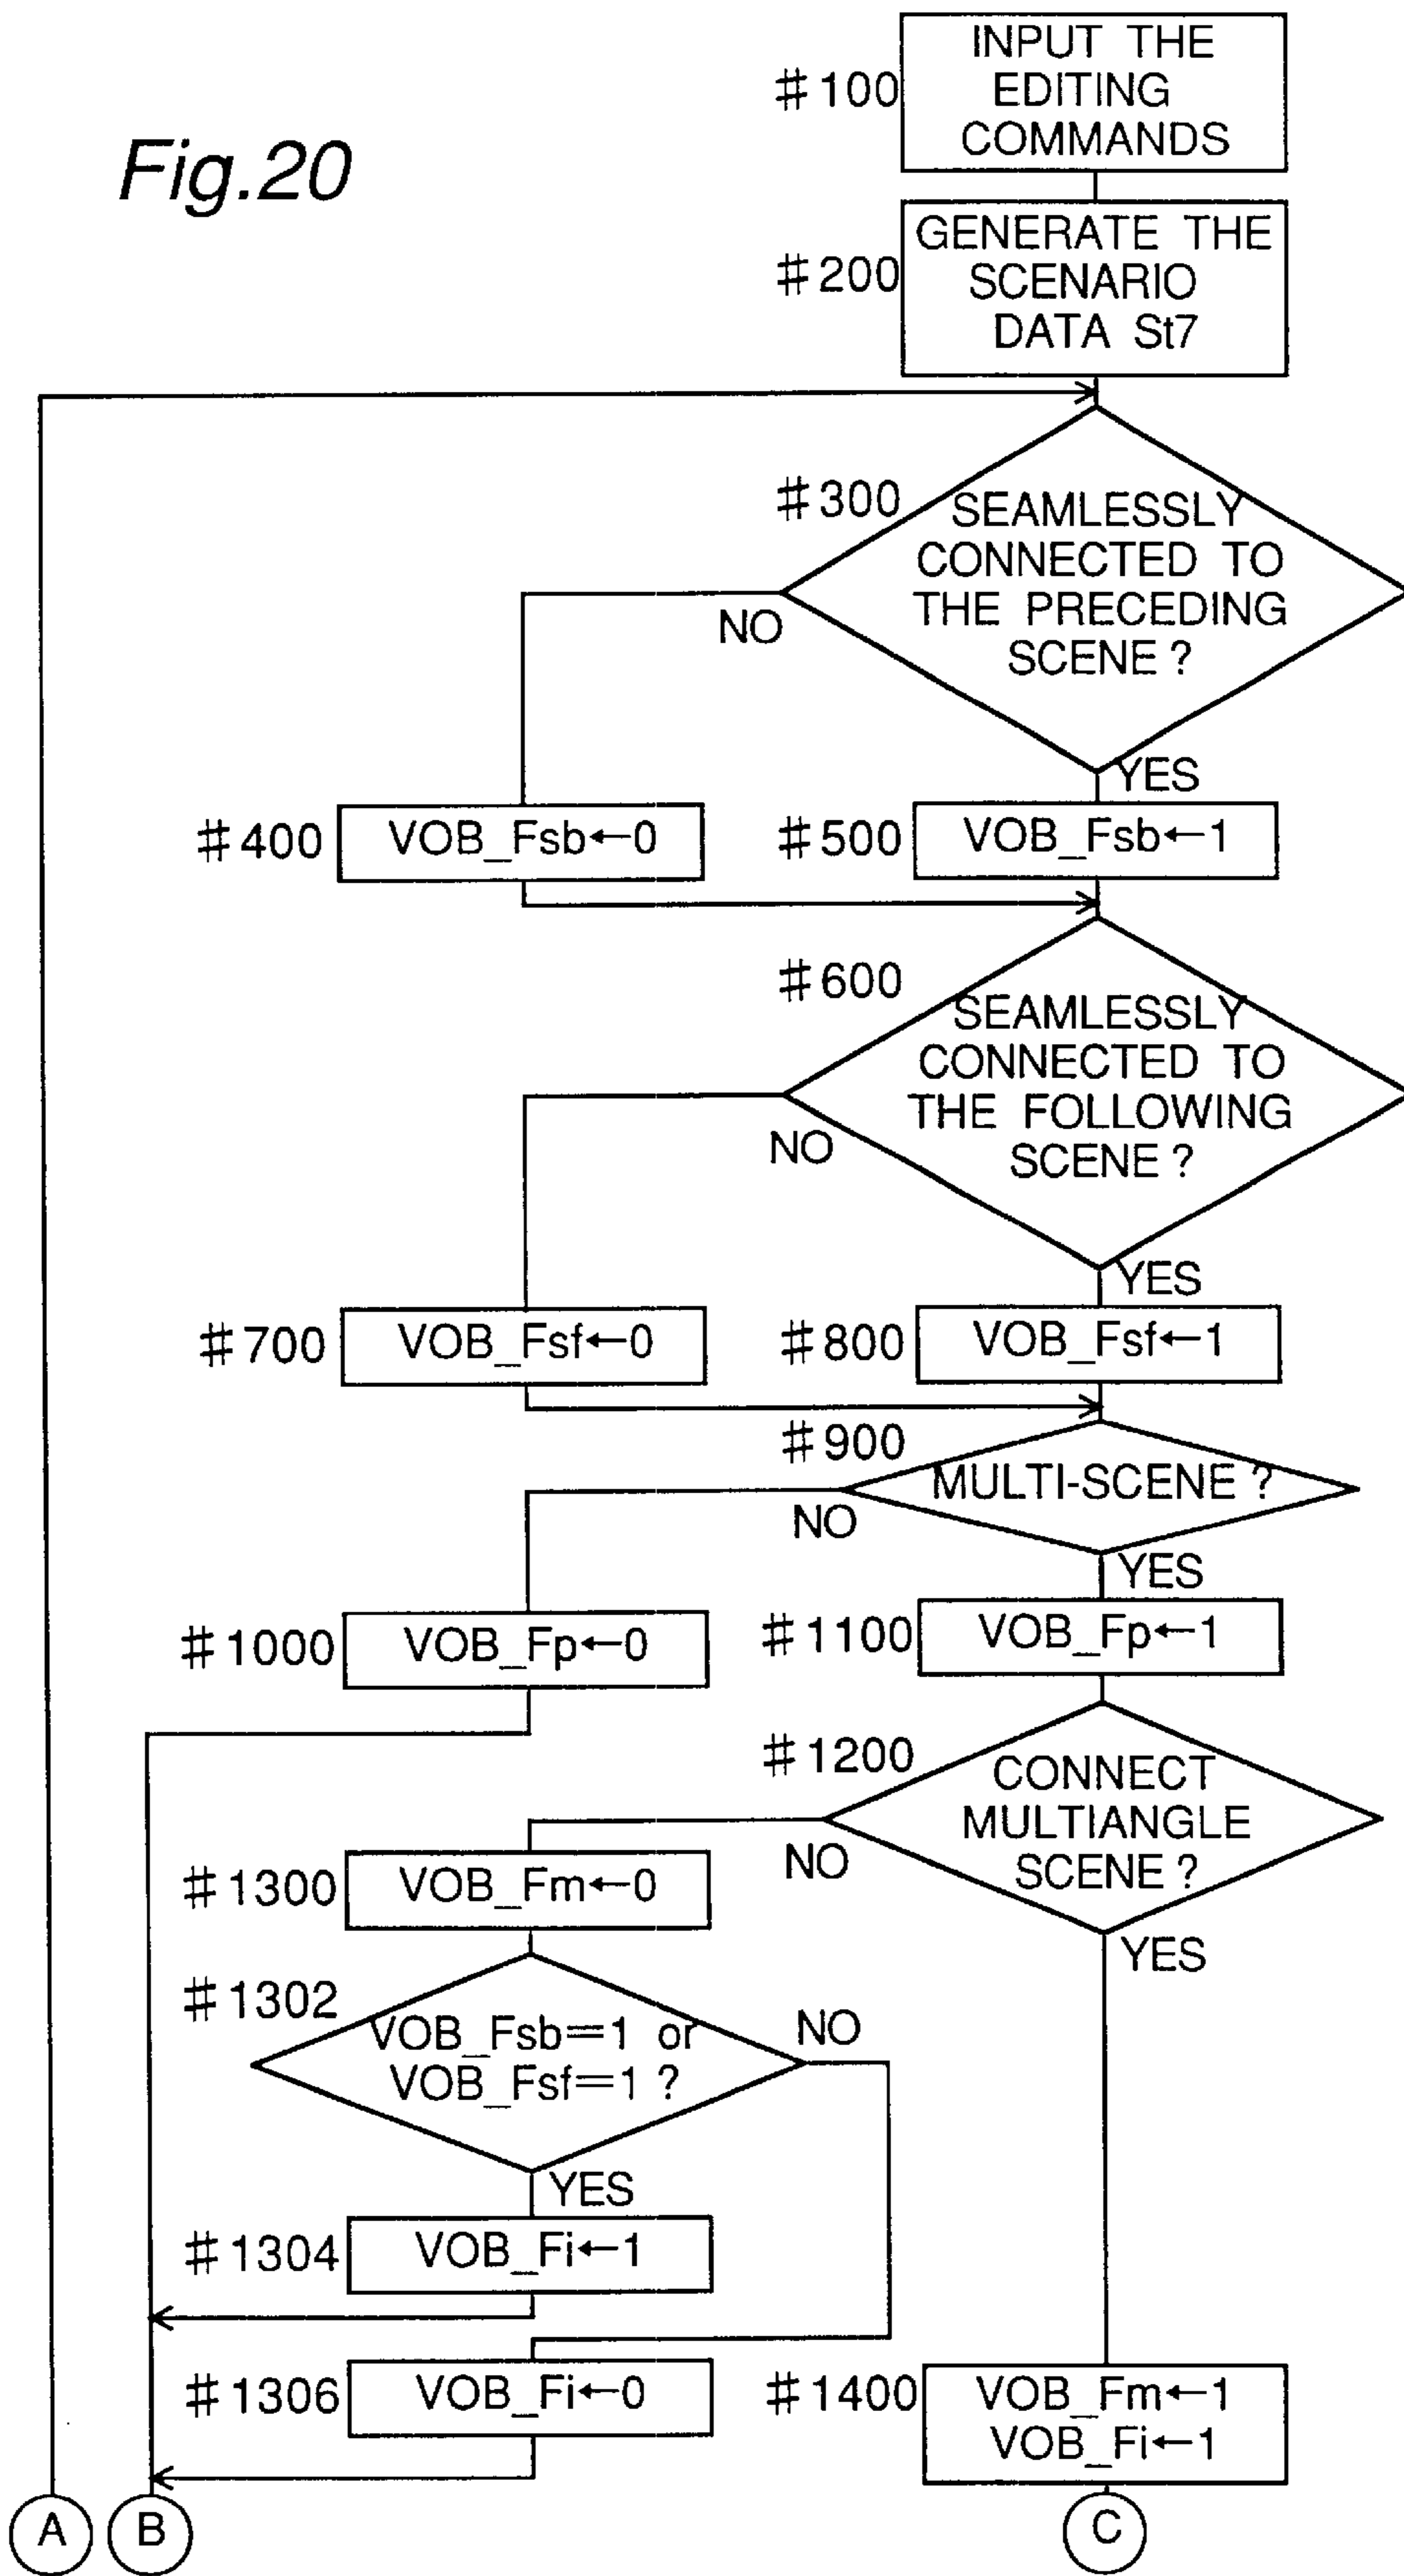 Fig.20
#100
INPUT THE
EDITING
COMMANDS
#200
GENERATE THE
SCENARIO
DATA St7
#300
SEAMLESSLY
CONNECTED TO
THE PRECEDING
SCENE?
NO
YES
#400
VOB_Fsb←0
#500
VOB_Fsb←1
#600
SEAMLESSLY
CONNECTED TO
THE FOLLOWING
SCENE?
NO
YES
#700
VOB_Fsf←0
#800
VOB_Fsf←1
#900
MULTI-SCENE?
NO
YES
#1000
VOB_Fp←0
#1100
VOB_Fp←1
#1200
CONNECT
MULTIANGLE
SCENE?
NO
YES
#1300
VOB_Fm←0
#1302
VOB_Fsb=1 or
VOB_Fsf=1?
NO
YES
#1304
VOB_Fi←1
#1306
VOB_Fi←0
#1400
VOB_Fm←1
VOB_Fi←1
A
B
C